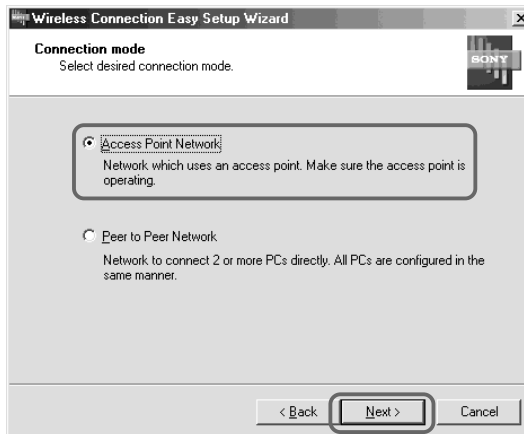 Wireless Connection Easy Setup Wizard
Connection mode
Select desired connection mode.
SONY
Access Point Network
Network which uses an access point. Make sure the access point is
operating.
Peer to Peer Network
Network to connect 2 or more PCs directly. All PCs are configured in the
same manner.
< Back
Next >
Cancel